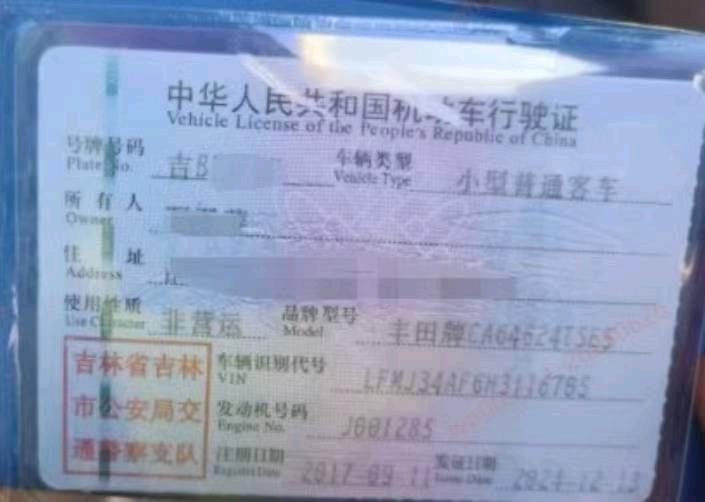 中华人民共和国机动车行驶证
Vehicle License of the People's Republic of China
号牌号码 吉B 车辆类型 小型普通客车
Plate No. Vehicle Type
所有人
Owner
住址
Address
使用性质 非营运 品牌型号 丰田牌CA64624TSE5
Use Character Model
吉林省吉林 车辆识别代号 LFMJ34AF6H3116785
市公安局交 VIN
通警察支队 发动机号码 J001285
Engine No.
注册日期 2017-09-11 发证日期 2024-12-13
Register Date Issue Date